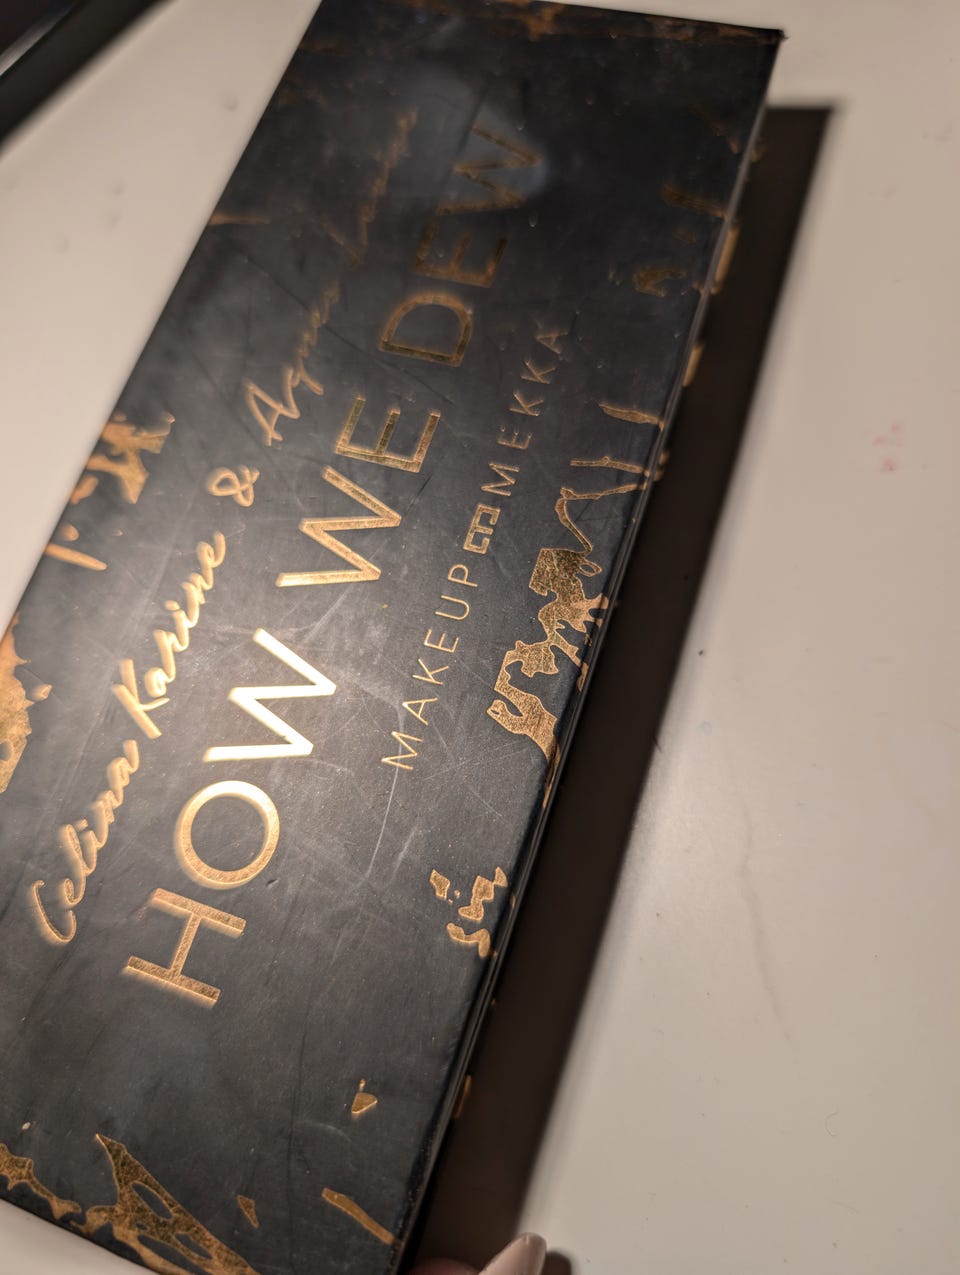 Celina Karine & Agnes
HOW WE DEW
MAKEUP MEKKA